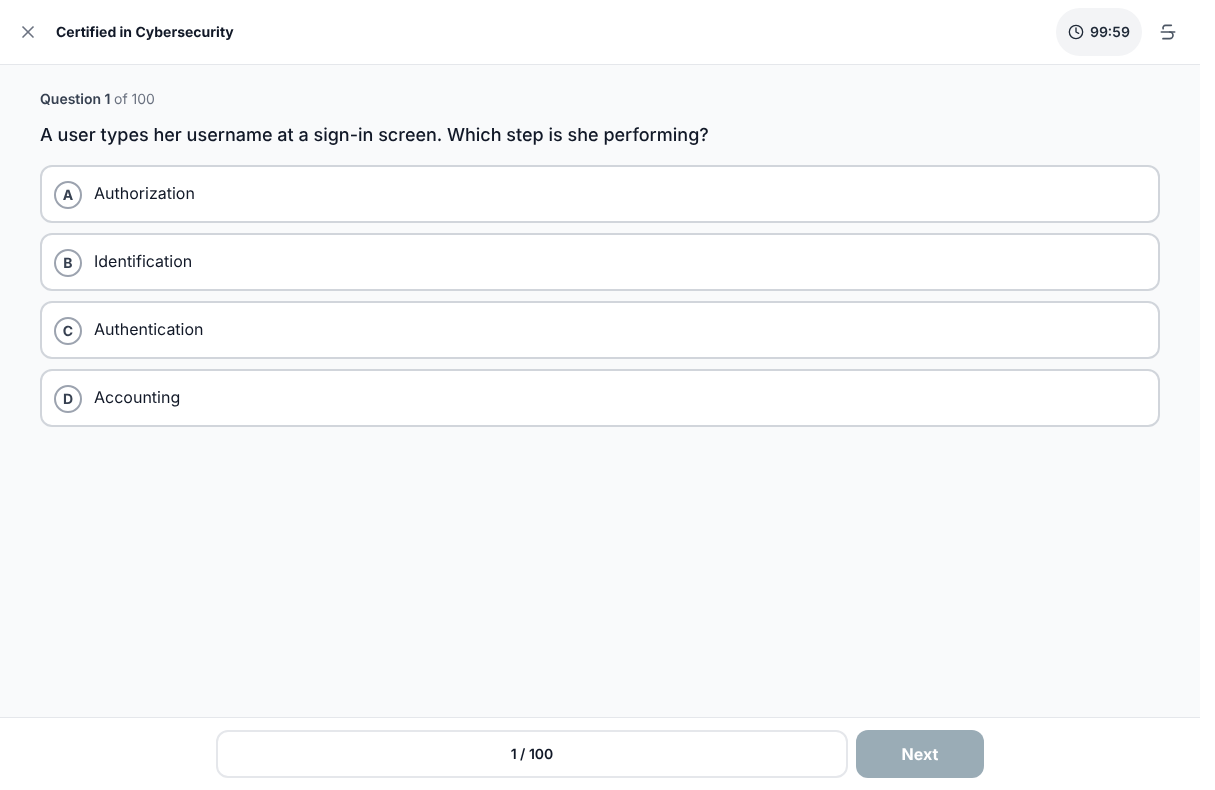 Certified in Cybersecurity
99:59
Question 1 of 100
A user types her username at a sign-in screen. Which step is she performing?
A Authorization
B Identification
C Authentication
D Accounting
1 / 100
Next